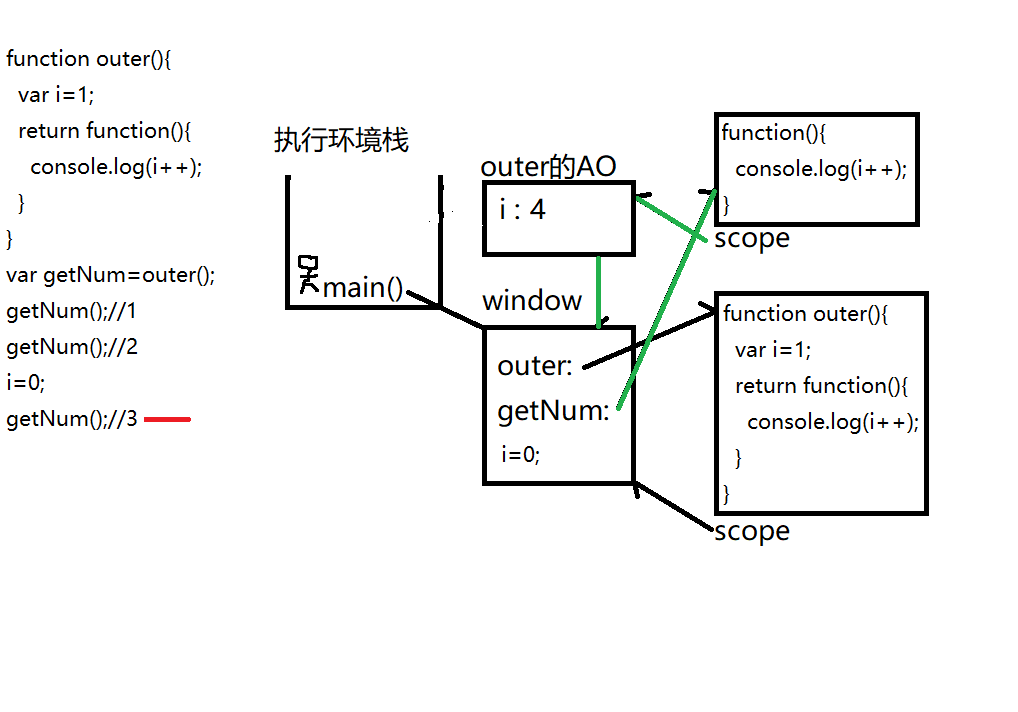 function outer(){
var i=1;
return function(){
console.log(i++);
}
}
var getNum=outer();
getNum();//1
getNum();//2
i=0;
getNum();//3
执行环境栈
main()
outer的AO
i : 4
window
outer:
getNum:
i=0;
function(){
console.log(i++);
}
scope
function outer(){
var i=1;
return function(){
console.log(i++);
}
}
scope